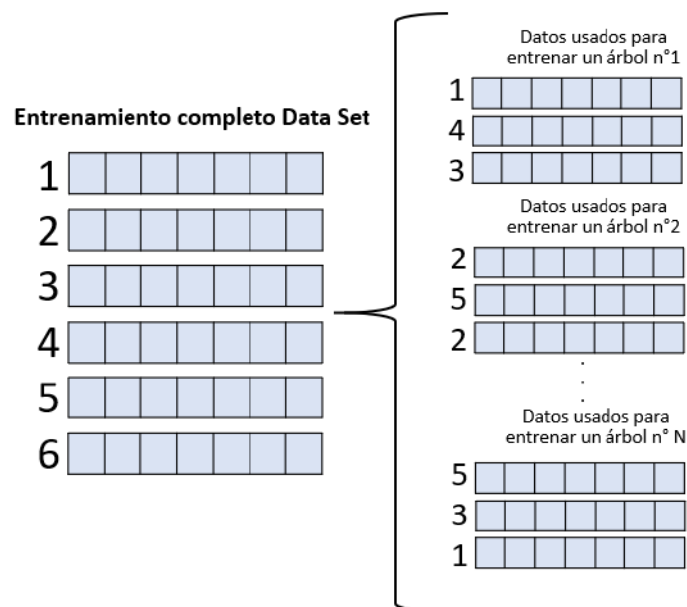 Entrenamiento completo Data Set
1
2
3
4
5
6
Datos usados para
entrenar un árbol n°1
1
4
3
Datos usados para
entrenar un árbol n°2
2
5
2
Datos usados para
entrenar un árbol n° N
5
3
1